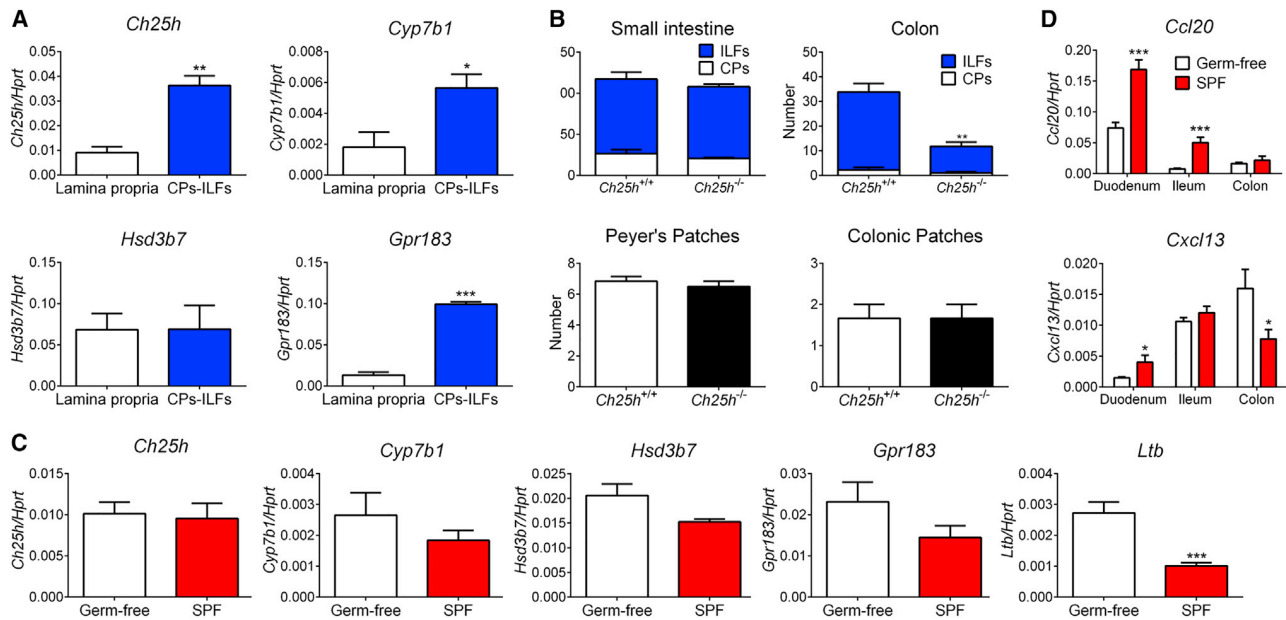 A
Ch25h
Ch25h/Hprt
0.05
0.04
0.03
0.02
0.01
0.00
**
Lamina propria CPs-ILFs
Cyp7b1
Cyp7b1/Hprt
0.008
0.006
0.004
0.002
0.000
*
Lamina propria CPs-ILFs
Hsd3b7
Hsd3b7/Hprt
0.15
0.10
0.05
0.00
Lamina propria CPs-ILFs
Gpr183
Gpr183/Hprt
0.15
0.10
0.05
0.00
***
Lamina propria CPs-ILFs
B
Small intestine
ILFs
CPs
50
00
50
0
Ch25h+/+ Ch25h-/-
Colon
ILFs
CPs
Number
50
40
30
20
10
0
**
Ch25h+/+ Ch25h-/-
Peyer's Patches
Number
8
6
4
2
0
Ch25h+/+ Ch25h-/-
Colonic Patches
3
2
1
0
Ch25h+/+ Ch25h-/-
D
Ccl20
Germ-free
SPF
Ccl20/Hprt
0.20
0.15
0.10
0.05
0.00
***
***
Duodenum Ileum Colon
Cxcl13
Cxcl13/Hprt
0.020
0.015
0.010
0.005
0.000
*
*
Duodenum Ileum Colon
C
Ch25h
Ch25h/Hprt
0.015
0.010
0.005
0.000
Germ-free SPF
Cyp7b1
Cyp7b1/Hprt
0.004
0.003
0.002
0.001
0.000
Germ-free SPF
Hsd3b7
Hsd3b7/Hprt
0.025
0.020
0.015
0.010
0.005
0.000
Germ-free SPF
Gpr183
Gpr183/Hprt
0.03
0.02
0.01
0.00
Germ-free SPF
Ltb
Ltb/Hprt
0.004
0.003
0.002
0.001
0.000
***
Germ-free SPF